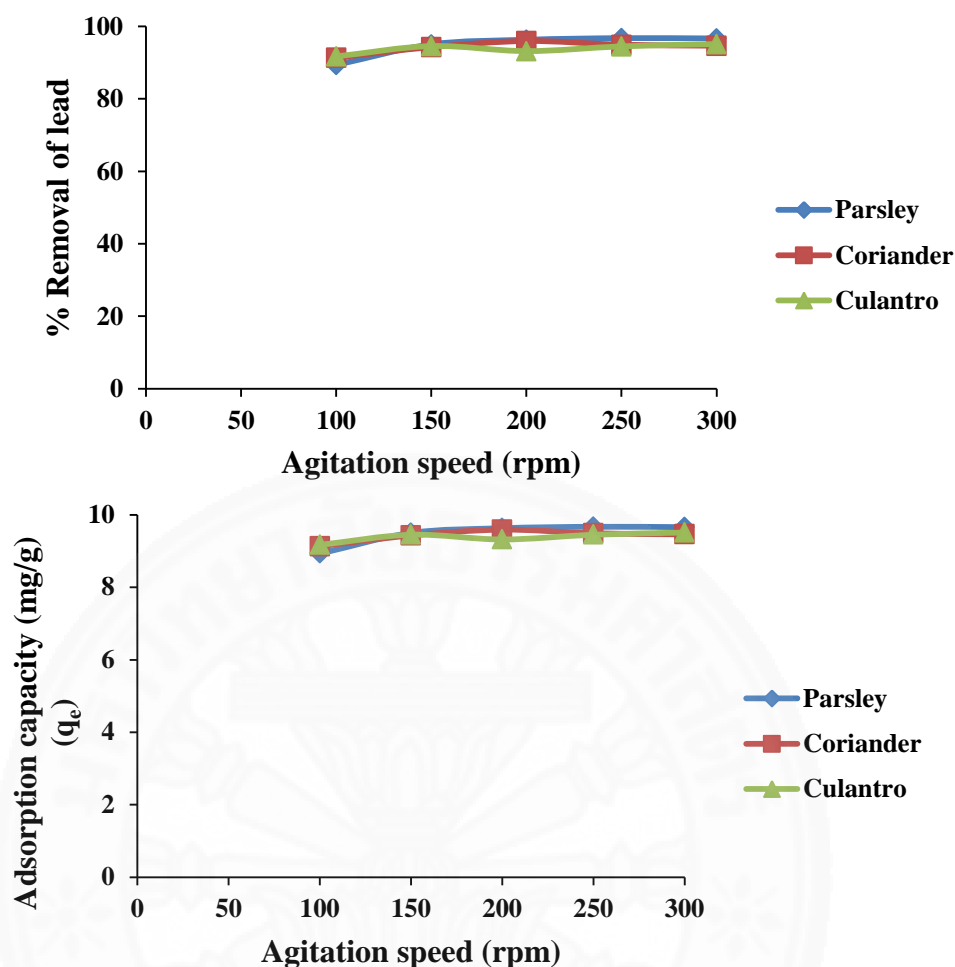 100
80
60
40
20
0
% Removal of lead
0 50 100 150 200 250 300
Agitation speed (rpm)
Parsley
Coriander
Culantro
10
8
6
4
2
0
Adsorption capacity (mg/g)
(qe)
0 50 100 150 200 250 300
Agitation speed (rpm)
Parsley
Coriander
Culantro